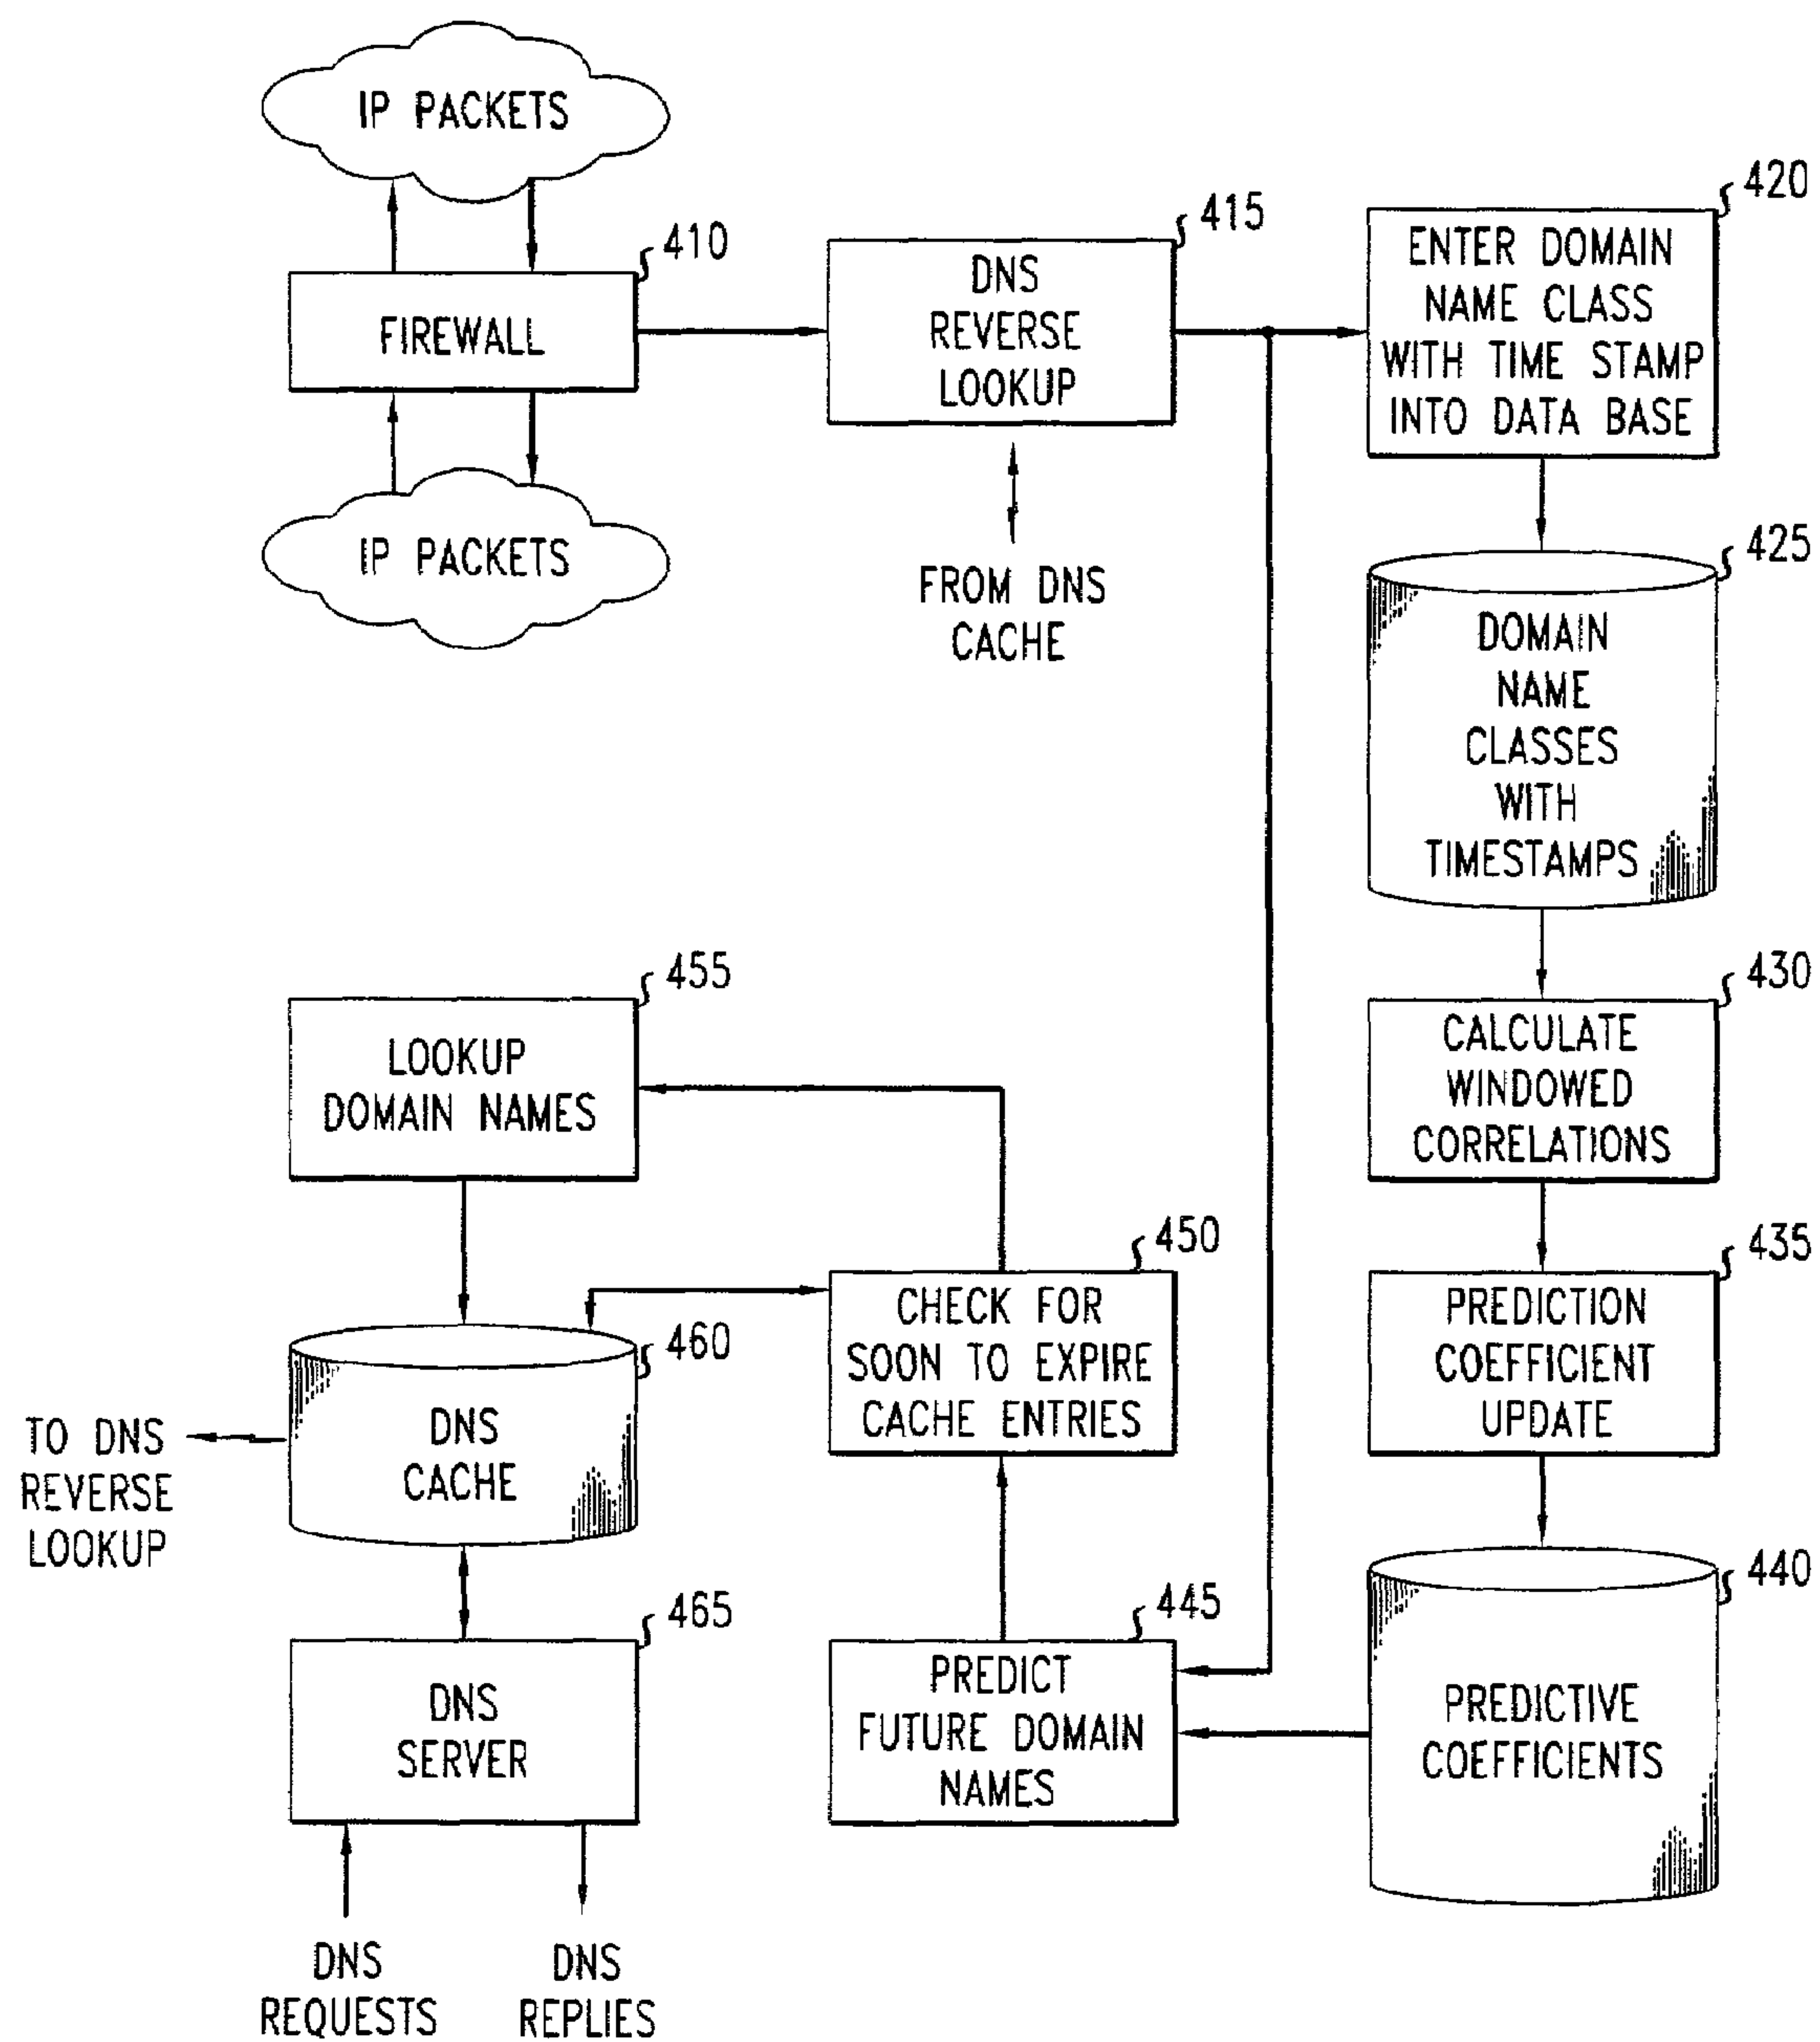 IP PACKETS
410
FIREWALL
IP PACKETS
415
DNS
REVERSE
LOOKUP
FROM DNS
CACHE
420
ENTER DOMAIN
NAME CLASS
WITH TIME STAMP
INTO DATA BASE
425
DOMAIN
NAME
CLASSES
WITH
TIMESTAMPS
430
CALCULATE
WINDOWED
CORRELATIONS
435
PREDICTION
COEFFICIENT
UPDATE
440
PREDICTIVE
COEFFICIENTS
445
PREDICT
FUTURE DOMAIN
NAMES
450
CHECK FOR
SOON TO EXPIRE
CACHE ENTRIES
455
LOOKUP
DOMAIN NAMES
460
DNS
CACHE
TO DNS
REVERSE
LOOKUP
465
DNS
SERVER
DNS
REQUESTS
DNS
REPLIES